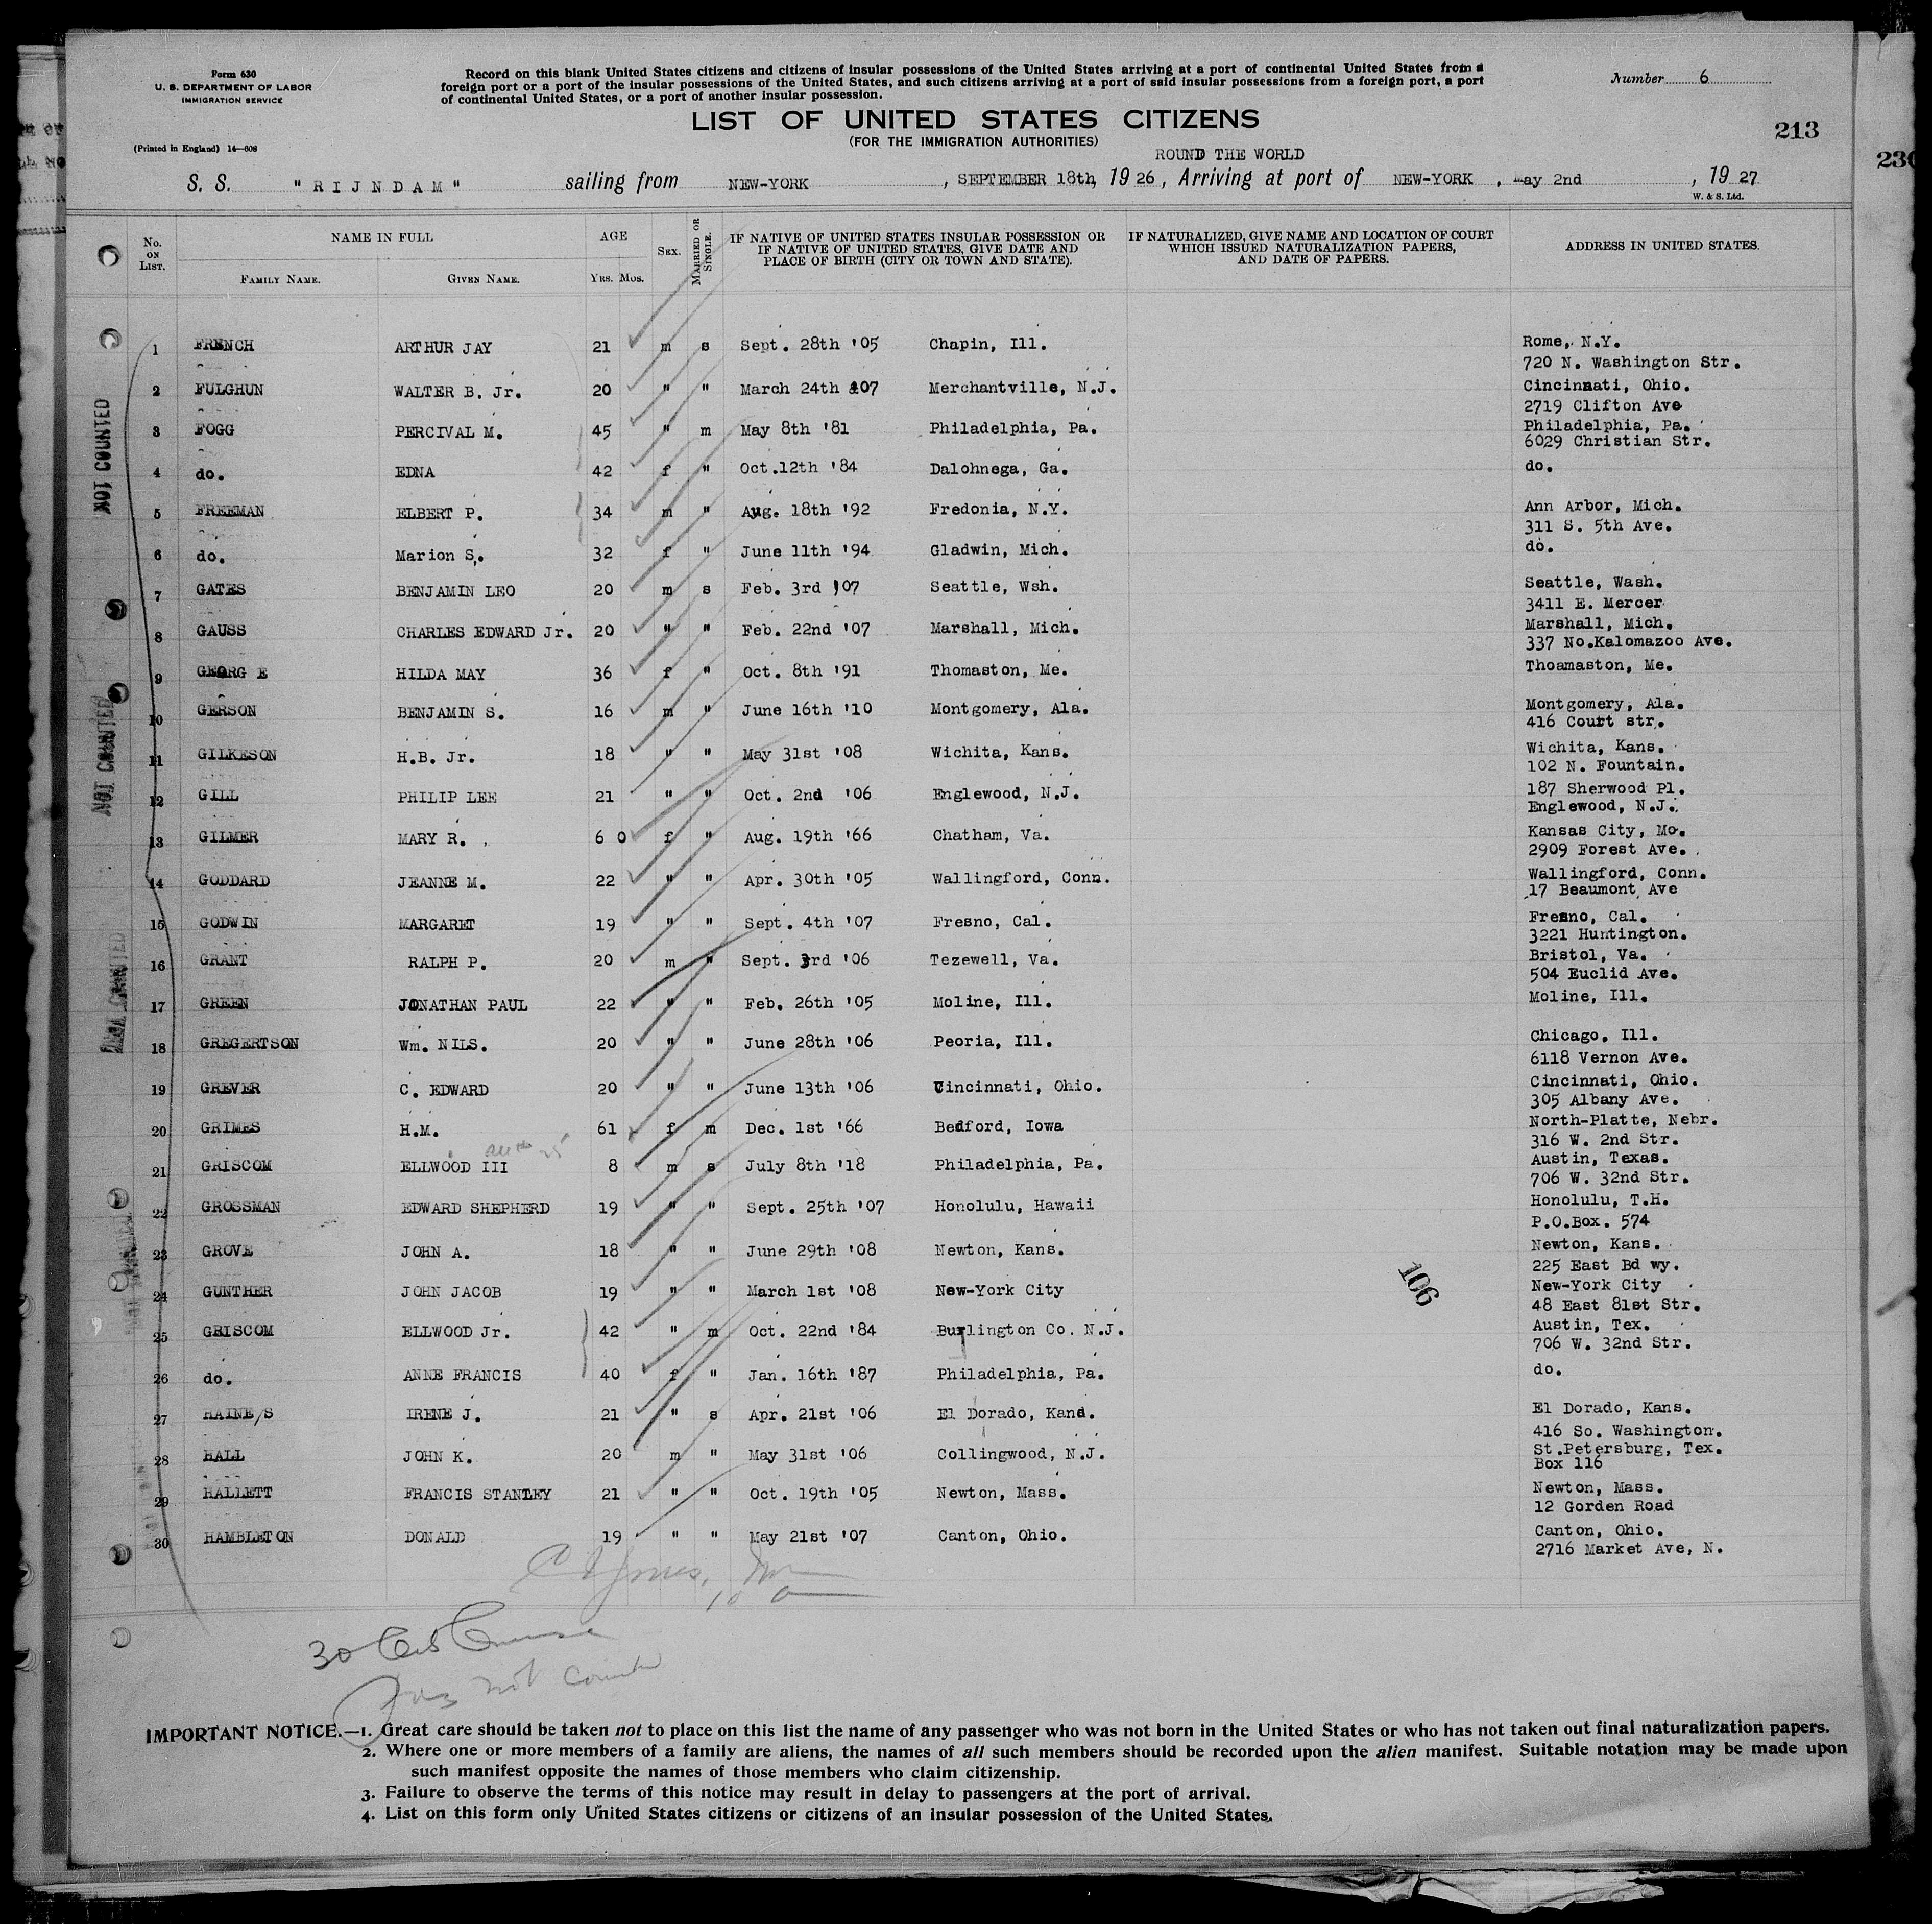 Form 630
U. S. DEPARTMENT OF LABOR
IMMIGRATION SERVICE
(Printed in England) 14—608
Record on this blank United States citizens and citizens of insular possessions of the United States arriving at a port of continental United States from a
foreign port or a port of the insular possessions of the United States, and such citizens arriving at a port of said insular possessions from a foreign port, a port
of continental United States, or a port of another insular possession.
Number 6
LIST OF UNITED STATES CITIZENS
(FOR THE IMMIGRATION AUTHORITIES)
213
230
ROUND THE WORLD
S. S. "RIJNDAM" sailing from NEW-YORK, SEPTEMBER 18th, 1926, Arriving at port of NEW-YORK, May 2nd, 1927
W. & S. Ltd.
No. ON LIST.
NAME IN FULL
FAMILY NAME. GIVEN NAME.
AGE
YRS. MOS.
SEX.
MARRIED OR SINGLE.
IF NATIVE OF UNITED STATES INSULAR POSSESSION OR
IF NATIVE OF UNITED STATES, GIVE DATE AND
PLACE OF BIRTH (CITY OR TOWN AND STATE).
IF NATURALIZED, GIVE NAME AND LOCATION OF COURT
WHICH ISSUED NATURALIZATION PAPERS,
AND DATE OF PAPERS.
ADDRESS IN UNITED STATES.
1 FRENCH ARTHUR JAY 21 m s Sept. 28th '05 Chapin, Ill. Rome, N.Y.
720 N. Washington Str.
2 FULGHUN WALTER B. Jr. 20 " " March 24th '07 Merchantville, N.J. Cincinnati, Ohio.
2719 Clifton Ave
3 FOGG PERCIVAL M. 45 " m May 8th '81 Philadelphia, Pa. Philadelphia, Pa.
6029 Christian Str.
4 do. EDNA 42 f " Oct.12th '84 Dalohnega, Ga. do.
5 FREEMAN ELBERT P. 34 m " Aug. 18th '92 Fredonia, N.Y. Ann Arbor, Mich.
311 S. 5th Ave.
6 do. Marion S. 32 f " June 11th '94 Gladwin, Mich. do.
7 GATES BENJAMIN LEO 20 m s Feb. 3rd '07 Seattle, Wsh. Seattle, Wash.
3411 E. Mercer
8 GAUSS CHARLES EDWARD Jr. 20 " " Feb. 22nd '07 Marshall, Mich. Marshall, Mich.
337 No.Kalomazoo Ave.
9 GEORG E HILDA MAY 36 f " Oct. 8th '91 Thomaston, Me. Thoamaston, Me.
10 GERSON BENJAMIN S. 16 m " June 16th '10 Montgomery, Ala. Montgomery, Ala.
416 Court str.
11 GILKESON H.B. Jr. 18 " " May 31st '08 Wichita, Kans. Wichita, Kans.
102 N. Fountain.
12 GILL PHILIP LEE 21 " " Oct. 2nd '06 Englewood, N.J. 187 Sherwood Pl.
Englewood, N.J.
13 GILMER MARY R. 6 0 f " Aug. 19th '66 Chatham, Va. Kansas City, Mo.
2909 Forest Ave.
14 GODDARD JEANNE M. 22 " " Apr. 30th '05 Wallingford, Conn. Wallingford, Conn.
17 Beaumont Ave
15 GODWIN MARGARET 19 " " Sept. 4th '07 Fresno, Cal. Fresno, Cal.
3221 Huntington.
16 GRANT RALPH P. 20 m " Sept. 3rd '06 Tezewell, Va. Bristol, Va.
504 Euclid Ave.
17 GREEN JONATHAN PAUL 22 " " Feb. 26th '05 Moline, Ill. Moline, Ill.
18 GREGERTSON Wm. NILS. 20 " " June 28th '06 Peoria, Ill. Chicago, Ill.
6118 Vernon Ave.
19 GREVER C. EDWARD 20 " " June 13th '06 Cincinnati, Ohio. Cincinnati, Ohio.
305 Albany Ave.
20 GRIMES H.M. 61 f m Dec. 1st '66 Bedford, Iowa North-Platte, Nebr.
316 W. 2nd Str.
21 GRISCOM ELLWOOD III 8 m s July 8th '18 Philadelphia, Pa. Austin, Texas.
706 W. 32nd Str.
22 GROSSMAN EDWARD SHEPHERD 19 " " Sept. 25th '07 Honolulu, Hawaii Honolulu, T.H.
P.O.Box. 574
23 GROVE JOHN A. 18 " " June 29th '08 Newton, Kans. Newton, Kans.
225 East Bd wy.
24 GUNTHER JOHN JACOB 19 " " March 1st '08 New-York City New-York City
48 East 81st Str.
25 GRISCOM ELLWOOD Jr. 42 " m Oct. 22nd '84 Burlington Co. N.J. Austin, Tex.
706 W. 32nd Str.
26 do. ANNE FRANCIS 40 f " Jan. 16th '87 Philadelphia, Pa. do.
27 HAINE/S IRENE J. 21 " s Apr. 21st '06 El Dorado, Kans. El Dorado, Kans.
416 So. Washington.
28 HALL JOHN K. 20 m " May 31st '06 Collingwood, N.J. St.Petersburg, Tex.
Box 116
29 HALLETT FRANCIS STANLEY 21 " " Oct. 19th '05 Newton, Mass. Newton, Mass.
12 Gorden Road
30 HAMBLETON DONALD 19 " " May 21st '07 Canton, Ohio. Canton, Ohio.
2716 Market Ave, N.
NOT COUNTED
NOT COUNTED
106
30
not
IMPORTANT NOTICE.—1. Great care should be taken not to place on this list the name of any passenger who was not born in the United States or who has not taken out final naturalization papers.
2. Where one or more members of a family are aliens, the names of all such members should be recorded upon the alien manifest. Suitable notation may be made upon
such manifest opposite the names of those members who claim citizenship.
3. Failure to observe the terms of this notice may result in delay to passengers at the port of arrival.
4. List on this form only United States citizens or citizens of an insular possession of the United States.